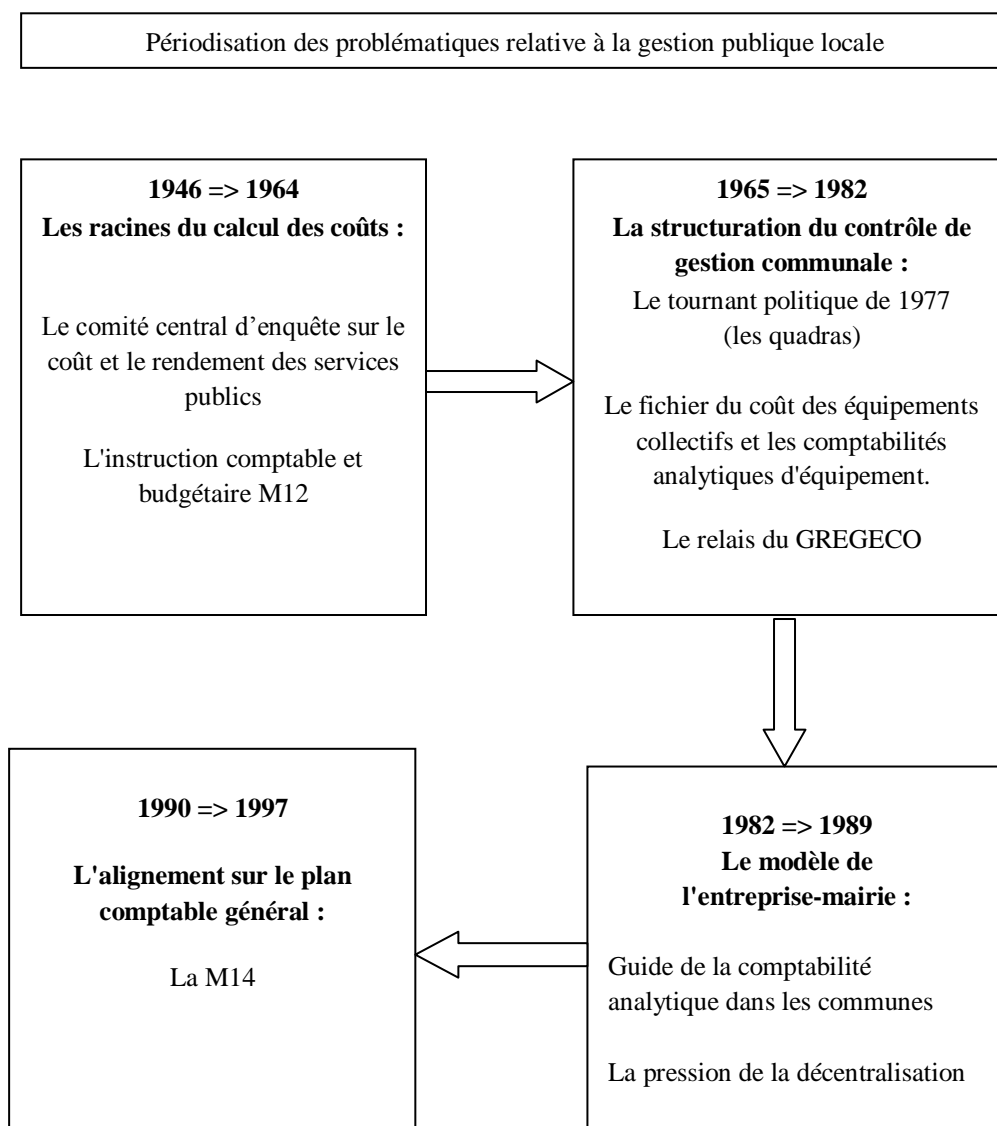 Périodisation des problématiques relative à la gestion publique locale
1946 => 1964
Les racines du calcul des coûts :
Le comité central d’enquête sur le
coût et le rendement des services
publics
L'instruction comptable et
budgétaire M12
1965 => 1982
La structuration du contrôle de
gestion communale :
Le tournant politique de 1977
(les quadras)
Le fichier du coût des équipements
collectifs et les comptabilités
analytiques d'équipement.
Le relais du GREGECO
1982 => 1989
Le modèle de
l'entreprise-mairie :
Guide de la comptabilité
analytique dans les communes
La pression de la décentralisation
1990 => 1997
L'alignement sur le plan
comptable général :
La M14